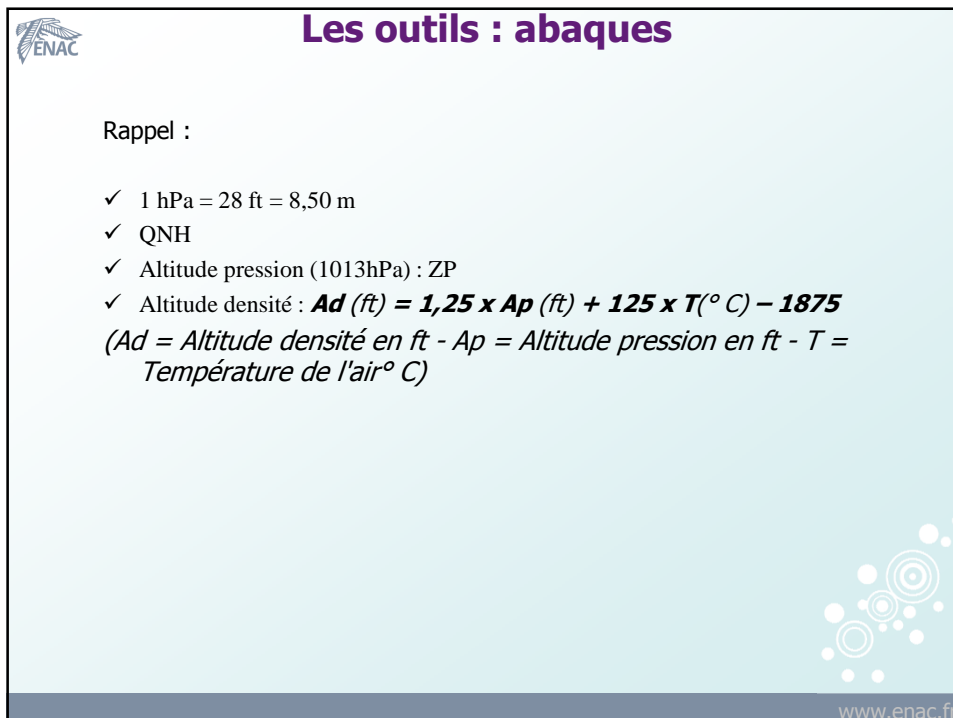 ENAC
Les outils : abaques
Rappel :
✓ 1 hPa = 28 ft = 8,50 m
✓ QNH
✓ Altitude pression (1013hPa) : ZP
✓ Altitude densité : Ad (ft) = 1,25 x Ap (ft) + 125 x T(° C) – 1875
(Ad = Altitude densité en ft - Ap = Altitude pression en ft - T =
Température de l'air° C)
www.enac.fr